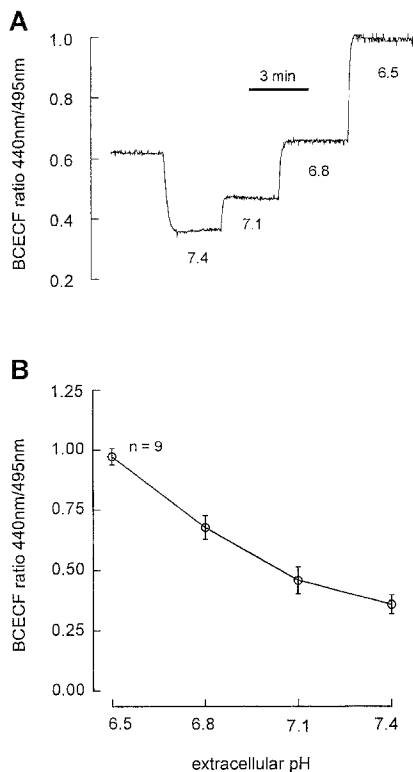 A
BCECF ratio 440nm/495nm
1.0
0.8
0.6
0.4
0.2
3 min
7.4
7.1
6.8
6.5
B
BCECF ratio 440nm/495nm
1.25
1.00
0.75
0.50
0.25
0.00
n = 9
6.5 6.8 7.1 7.4
extracellular pH